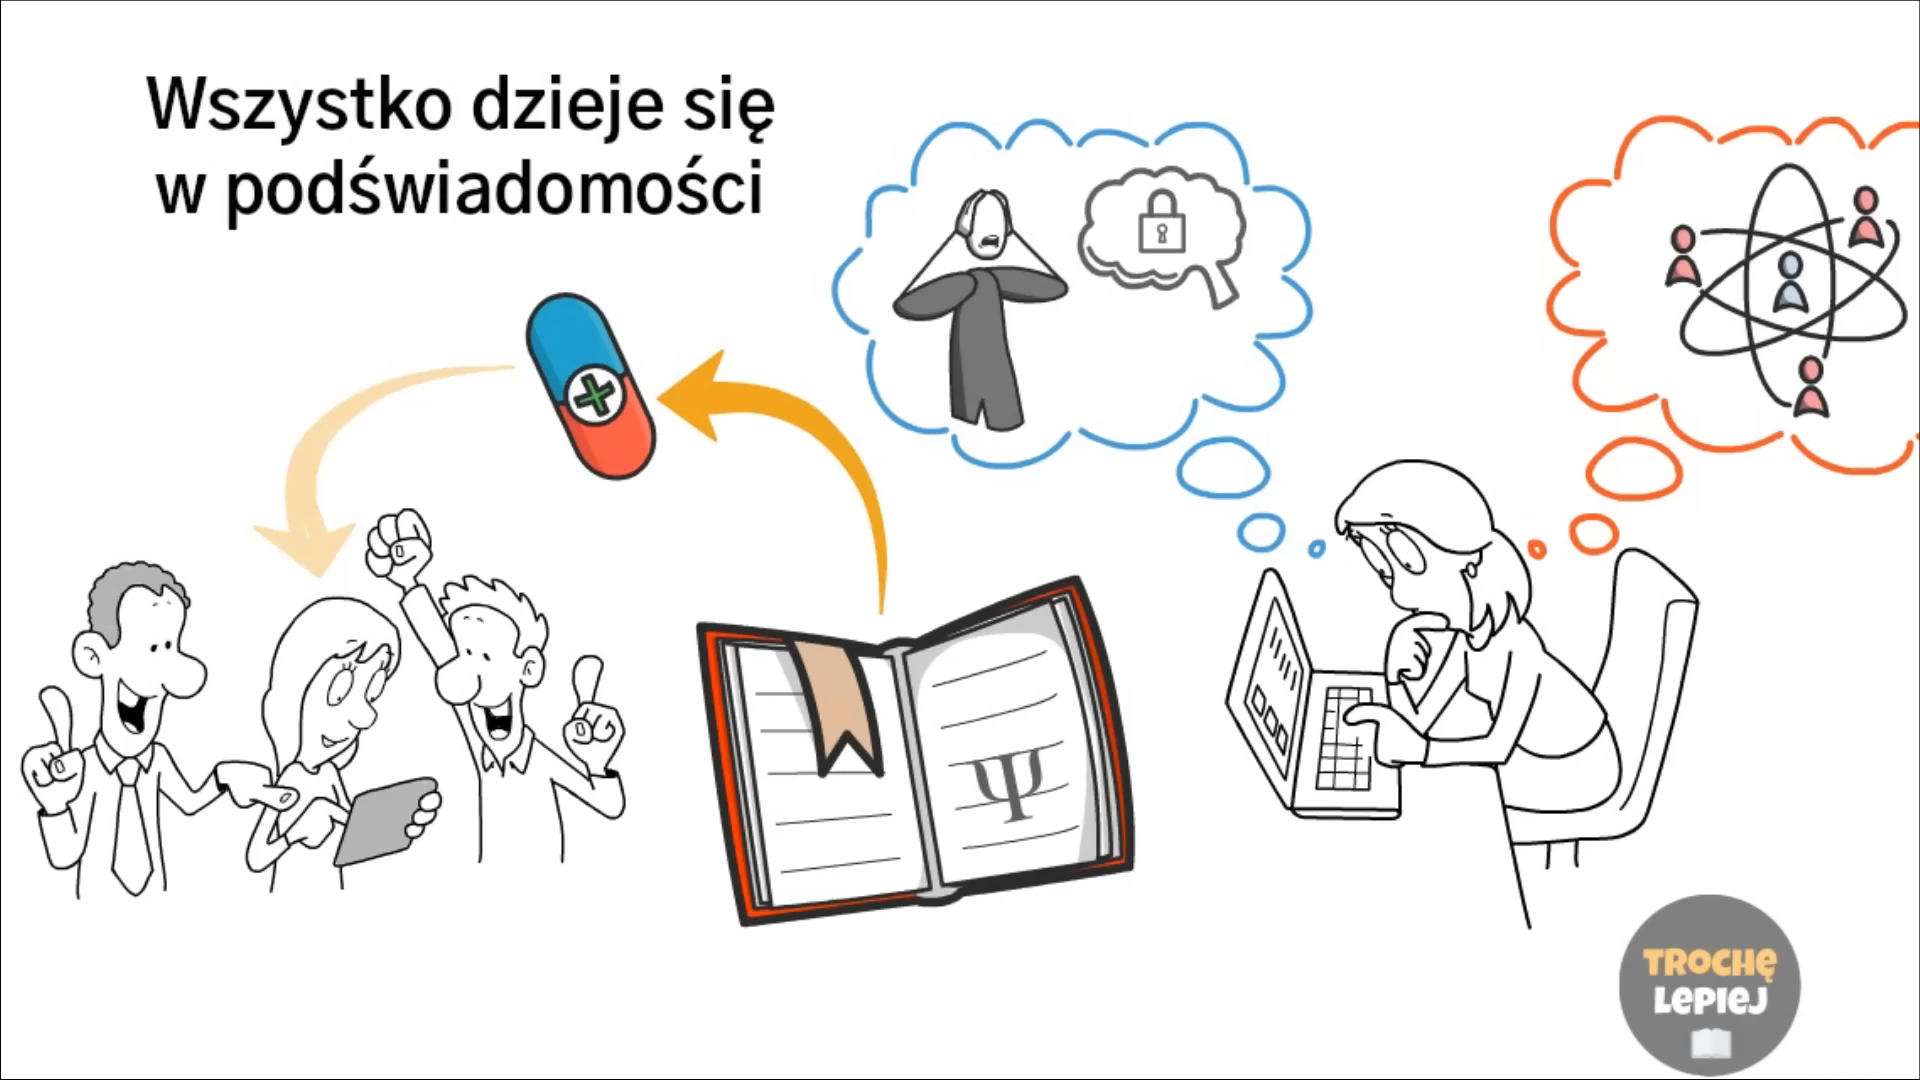 Wszystko dzieje się
w podświadomości
Ψ
TROCHĘ
LEPIEJ